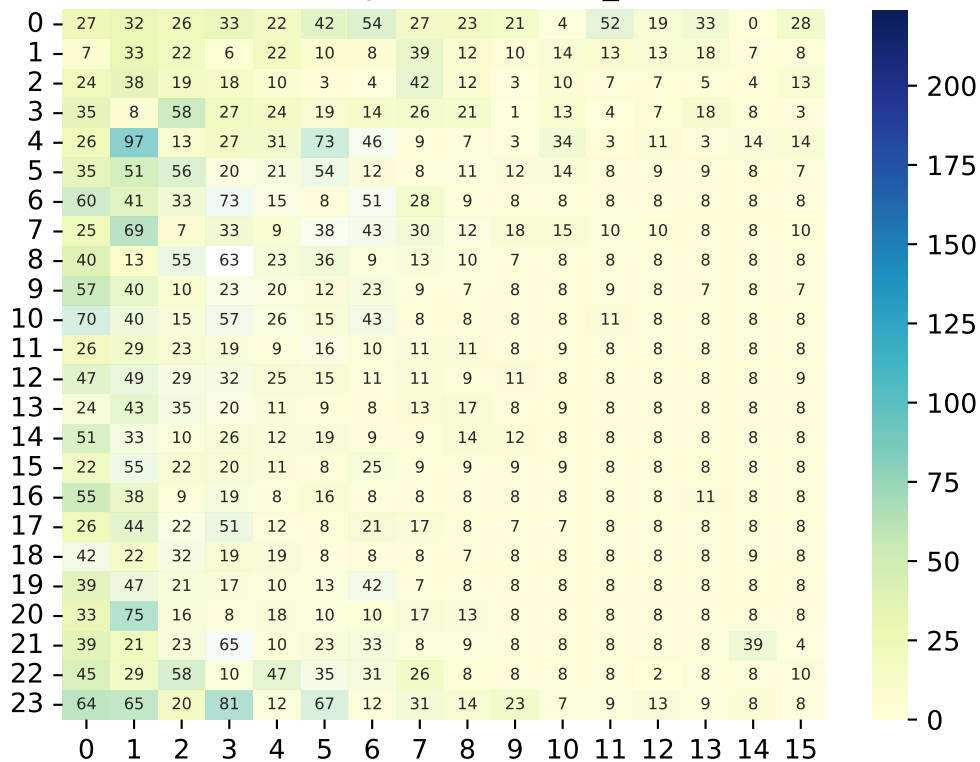 0 27 32 26 33 22 42 54 27 23 21 4 52 19 33 0 28
1 7 33 22 6 22 10 8 39 12 10 14 13 13 18 7 8
2 24 38 19 18 10 3 4 42 12 3 10 7 7 5 4 13
3 35 8 58 27 24 19 14 26 21 1 13 4 7 18 8 3
4 26 97 13 27 31 73 46 9 7 3 34 3 11 3 14 14
5 35 51 56 20 21 54 12 8 11 12 14 8 9 9 8 7
6 60 41 33 73 15 8 51 28 9 8 8 8 8 8 8 8
7 25 69 7 33 9 38 43 30 12 18 15 10 10 8 8 10
8 40 13 55 63 23 36 9 13 10 7 8 8 8 8 8 8
9 57 40 10 23 20 12 23 9 7 8 8 9 8 7 8 7
10 70 40 15 57 26 15 43 8 8 8 8 11 8 8 8 8
11 26 29 23 19 9 16 10 11 11 8 9 8 8 8 8 8
12 47 49 29 32 25 15 11 11 9 11 8 8 8 8 8 9
13 24 43 35 20 11 9 8 13 17 8 9 8 8 8 8 8
14 51 33 10 26 12 19 9 9 14 12 8 8 8 8 8 8
15 22 55 22 20 11 8 25 9 9 9 9 8 8 8 8 8
16 55 38 9 19 8 16 8 8 8 8 8 8 8 11 8 8
17 26 44 22 51 12 8 21 17 8 7 7 8 8 8 8 8
18 42 22 32 19 19 8 8 8 7 8 8 8 8 8 9 8
19 39 47 21 17 10 13 42 7 8 8 8 8 8 8 8 8
20 33 75 16 8 18 10 10 17 13 8 8 8 8 8 8 8
21 39 21 23 65 10 23 33 8 9 8 8 8 8 8 39 4
22 45 29 58 10 47 35 31 26 8 8 8 8 2 8 8 10
23 64 65 20 81 12 67 12 31 14 23 7 9 13 9 8 8
0 1 2 3 4 5 6 7 8 9 10 11 12 13 14 15
200
175
150
125
100
75
50
25
0